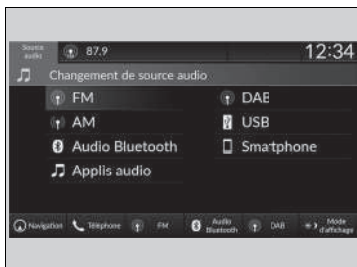 Source audio
87.9
12:34
Changement de source audio
FM
DAB
AM
USB
Audio Bluetooth
Smartphone
Applis audio
Navigation Téléphone FM Audio Bluetooth DAB Mode d'affichage